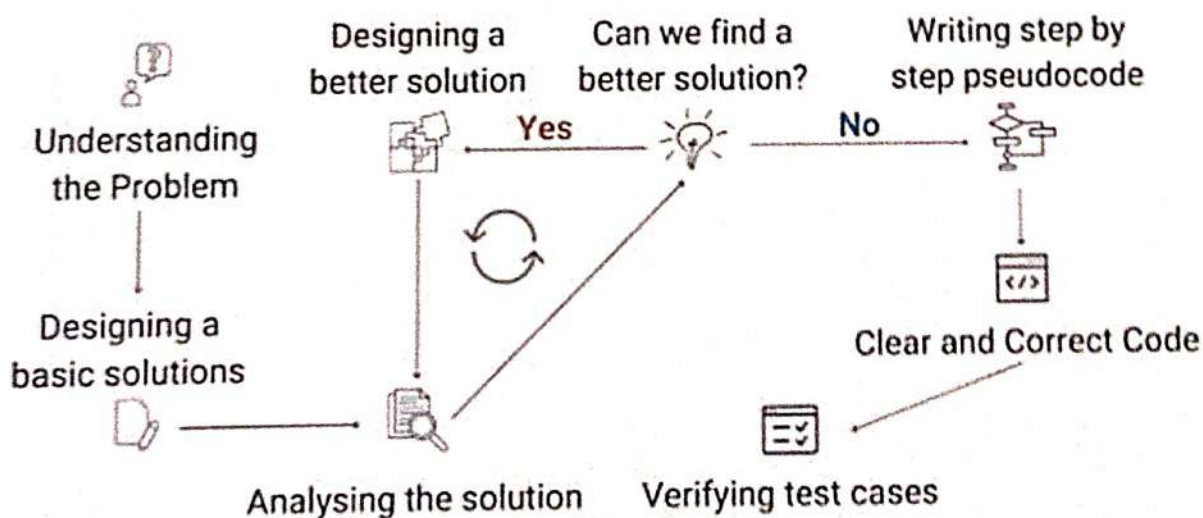 Understanding
the Problem
Designing a
basic solutions
Analysing the solution
Designing a
better solution
Can we find a
better solution?
Yes
No
Writing step by
step pseudocode
</>
Clear and Correct Code
Verifying test cases